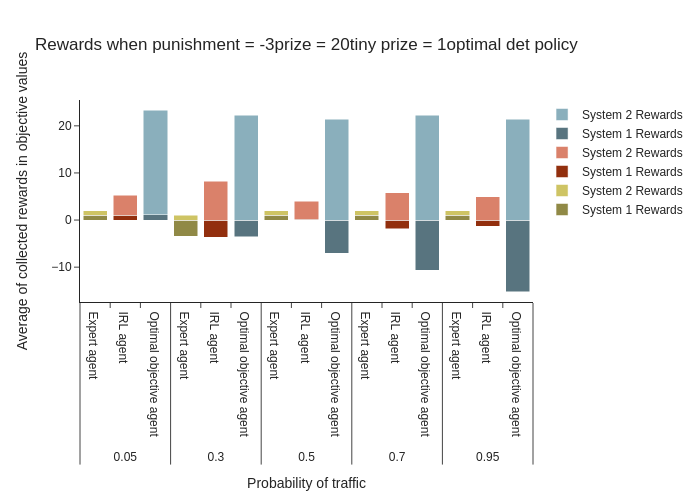 Rewards when punishment = -3prize = 20tiny prize = 1optimal det policy
Average of collected rewards in objective values
20
10
0
−10
System 2 Rewards
System 1 Rewards
System 2 Rewards
System 1 Rewards
System 2 Rewards
System 1 Rewards
Expert agent
IRL agent
Optimal objective agent
Expert agent
IRL agent
Optimal objective agent
Expert agent
IRL agent
Optimal objective agent
Expert agent
IRL agent
Optimal objective agent
Expert agent
IRL agent
Optimal objective agent
0.05
0.3
0.5
0.7
0.95
Probability of traffic